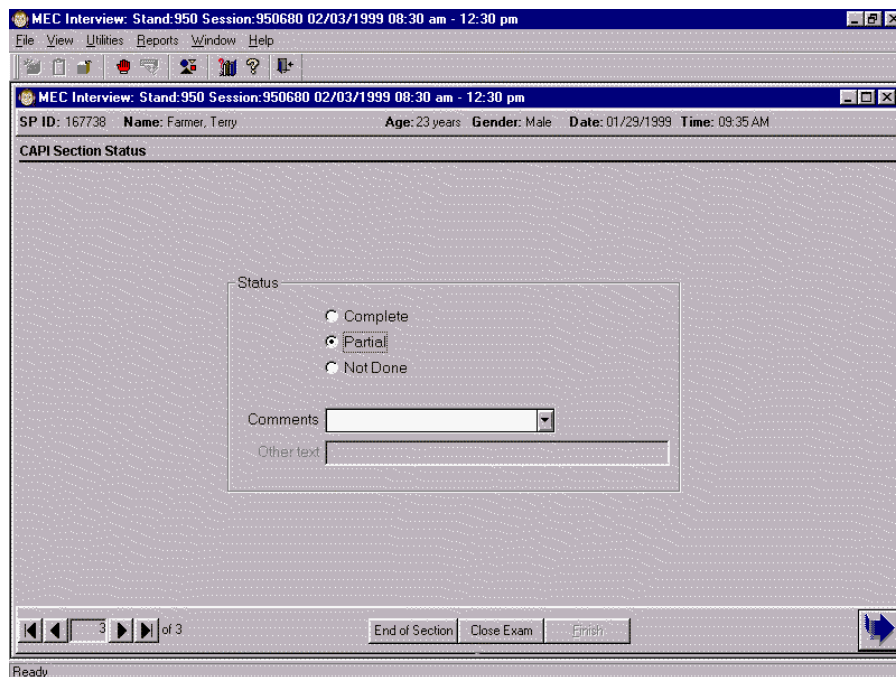 MEC Interview: Stand:950 Session:950680 02/03/1999 08:30 am - 12:30 pm
File View Utilities Reports Window Help
MEC Interview: Stand:950 Session:950680 02/03/1999 08:30 am - 12:30 pm
SP ID: 167738 Name: Farmer, Terry Age: 23 years Gender: Male Date: 01/29/1999 Time: 09:35 AM
CAPI Section Status
Status
Complete
Partial
Not Done
Comments
Other text
3 of 3 End of Section Close Exam Finish
Ready